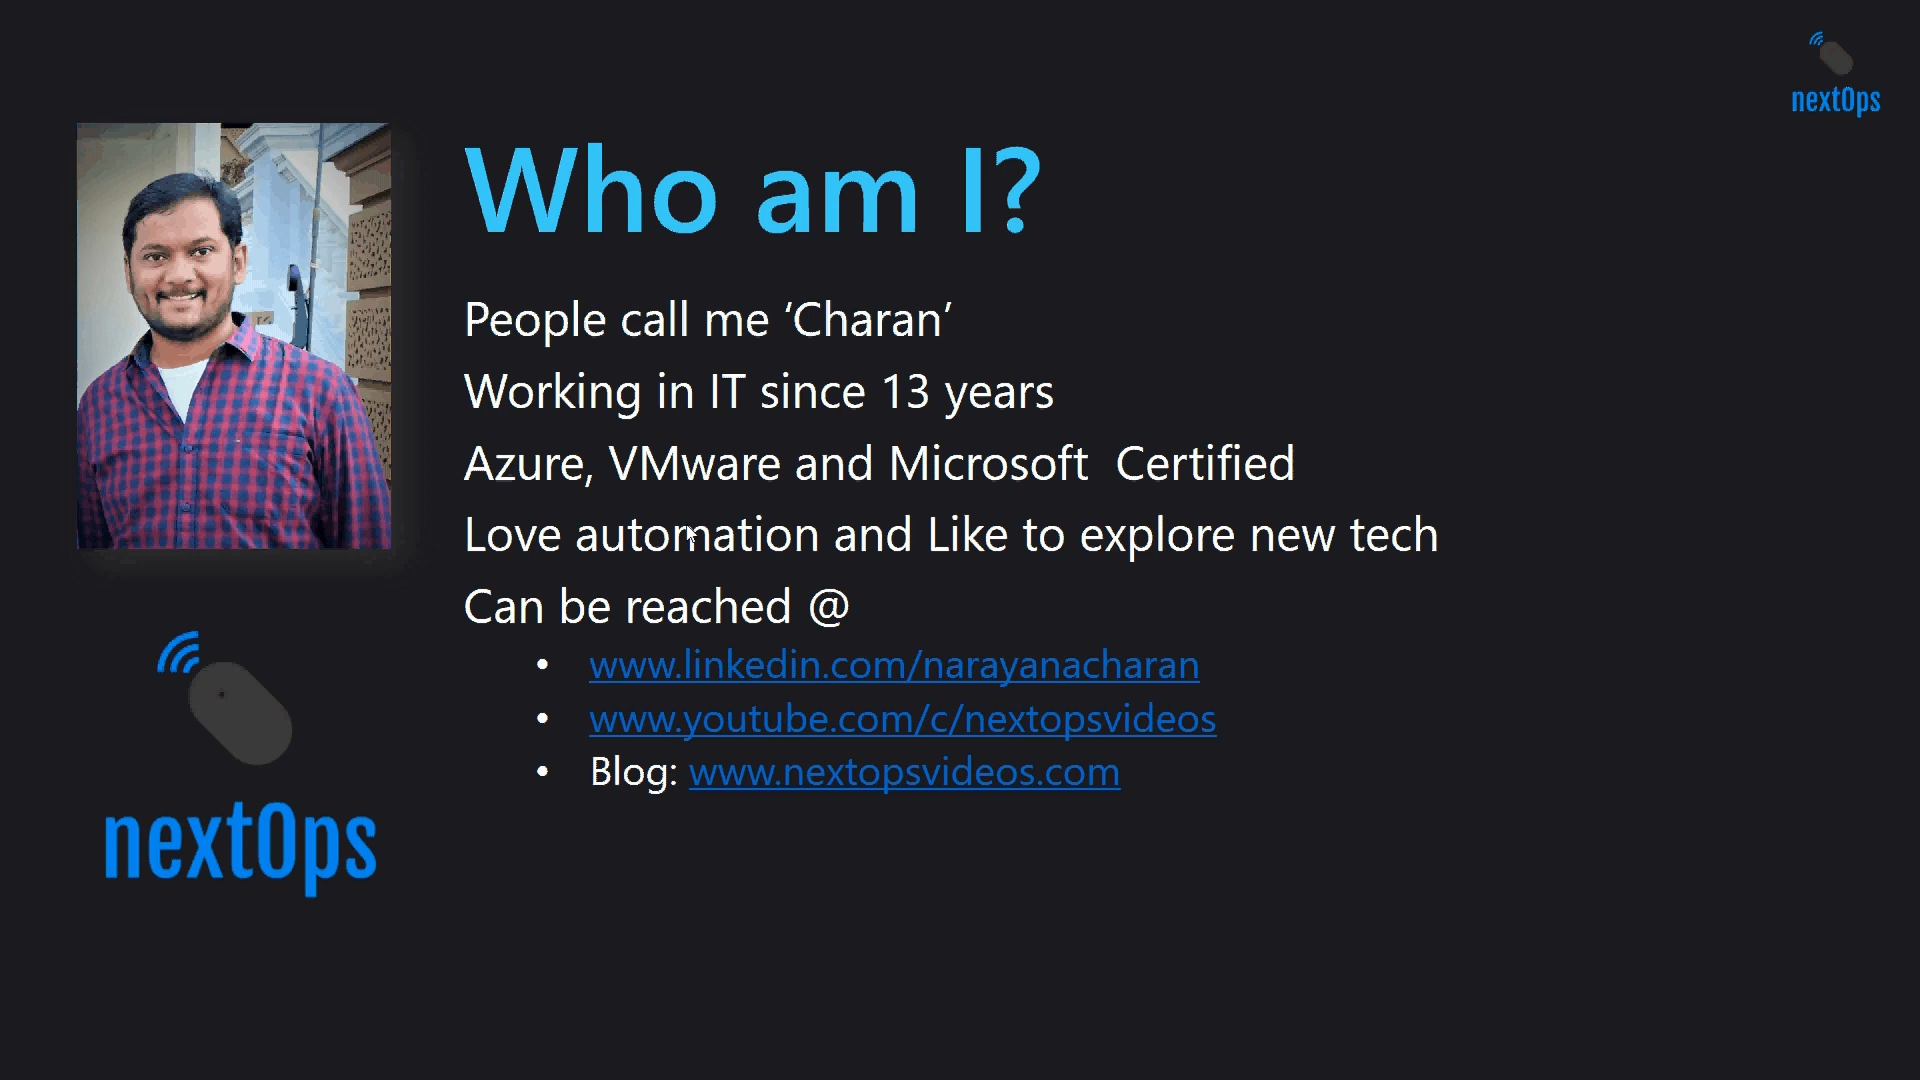 nextOps
Who am I?
People call me ‘Charan’
Working in IT since 13 years
Azure, VMware and Microsoft  Certified
Love automation and Like to explore new tech
Can be reached @
• www.linkedin.com/narayanacharan
• www.youtube.com/c/nextopsvideos
• Blog: www.nextopsvideos.com
nextOps